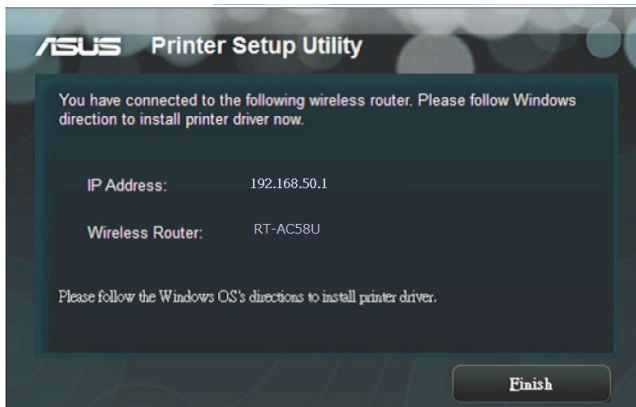 ASUS Printer Setup Utility
You have connected to the following wireless router. Please follow Windows
direction to install printer driver now.
IP Address: 192.168.50.1
Wireless Router: RT-AC58U
Please follow the Windows OS's directions to install printer driver.
Finish